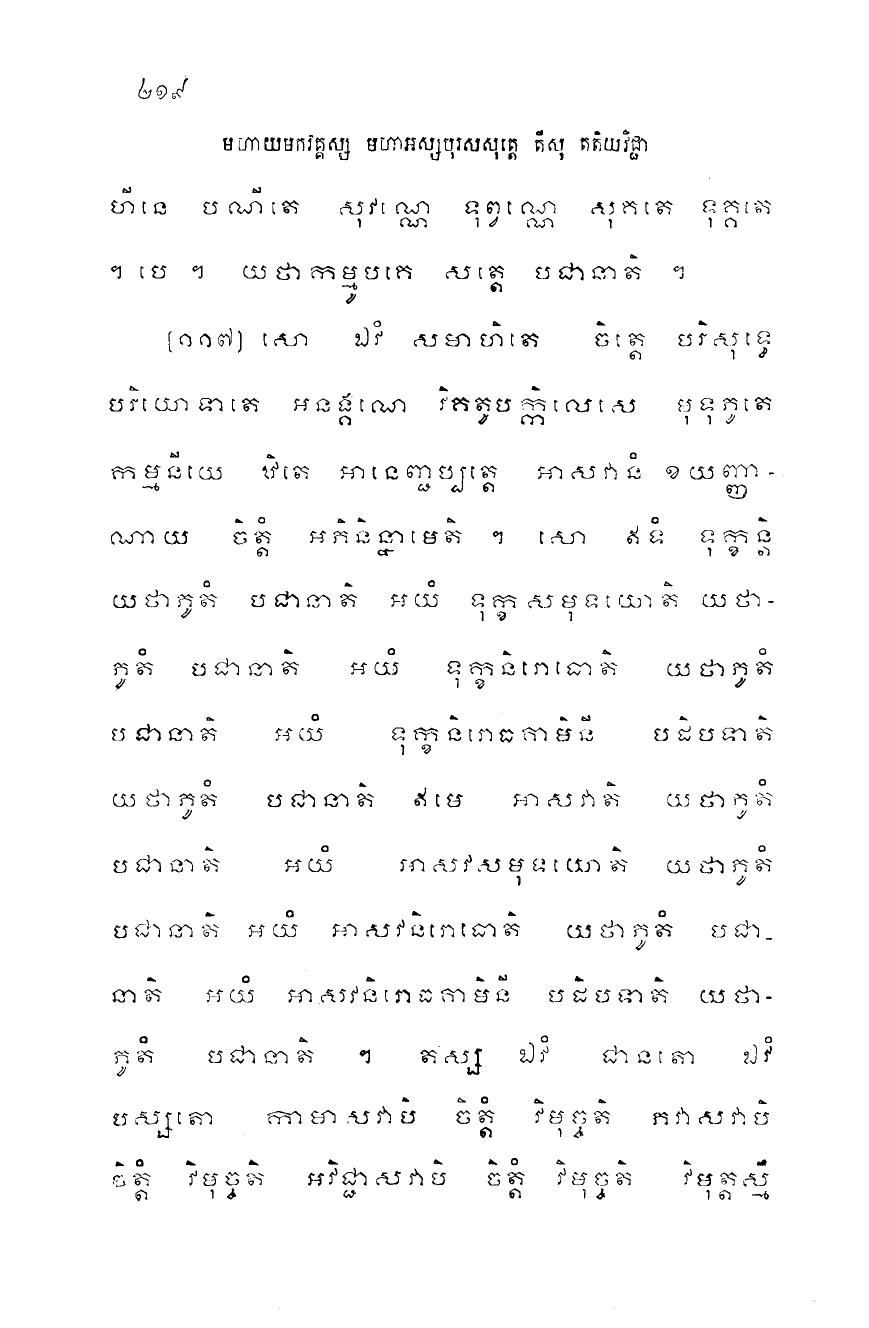 ២១៩
មហាយមកវគ្គស្ស មហាអស្សបុរសសុត្តេ តីសុ តតិយវិជ្ជា
ហីនេ បណីតេ សុវណ្ណេ ទុព្វណ្ណេ សុគតេ ទុគ្គតេ
។ បេ ។ យថាកម្មូបគេ សត្តេ បជានាតិ ។
[១១៧] សោ ឯវំ សមាហិតេ ចិត្តេ បរិសុទ្ធេ
បរិយោទាតេ អនង្គណេ វិគតូបក្កិលេសេ មុទុភូតេ
កម្មនីយេ ឋិតេ អានេញ្ជប្បត្តេ អាសវានំ ខយញ្ញា-
ណាយ ចិត្តំ អភិនិន្នាមេតិ ។ សោ ឥទំ ទុក្ខន្តិ
យថាភូតំ បជានាតិ អយំ ទុក្ខសមុទយោតិ យថា-
ភូតំ បជានាតិ អយំ ទុក្ខនិរោធោតិ យថាភូតំ
បជានាតិ អយំ ទុក្ខនិរោធគាមិនី បដិបទាតិ
យថាភូតំ បជានាតិ ឥមេ អាសវាតិ យថាភូតំ
បជានាតិ អយំ អាសវសមុទយោតិ យថាភូតំ
បជានាតិ អយំ អាសវនិរោធោតិ យថាភូតំ បជា-
នាតិ អយំ អាសវនិរោធគាមិនី បដិបទាតិ យថា-
ភូតំ បជានាតិ ។ តស្ស ឯវំ ជានតោ ឯវំ
បស្សតោ កាមាសវាបិ ចិត្តំ វិមុច្ចតិ ភវាសវាបិ
ចិត្តំ វិមុច្ចតិ អវិជ្ជាសវាបិ ចិត្តំ វិមុច្ចតិ វិមុត្តស្មឹ